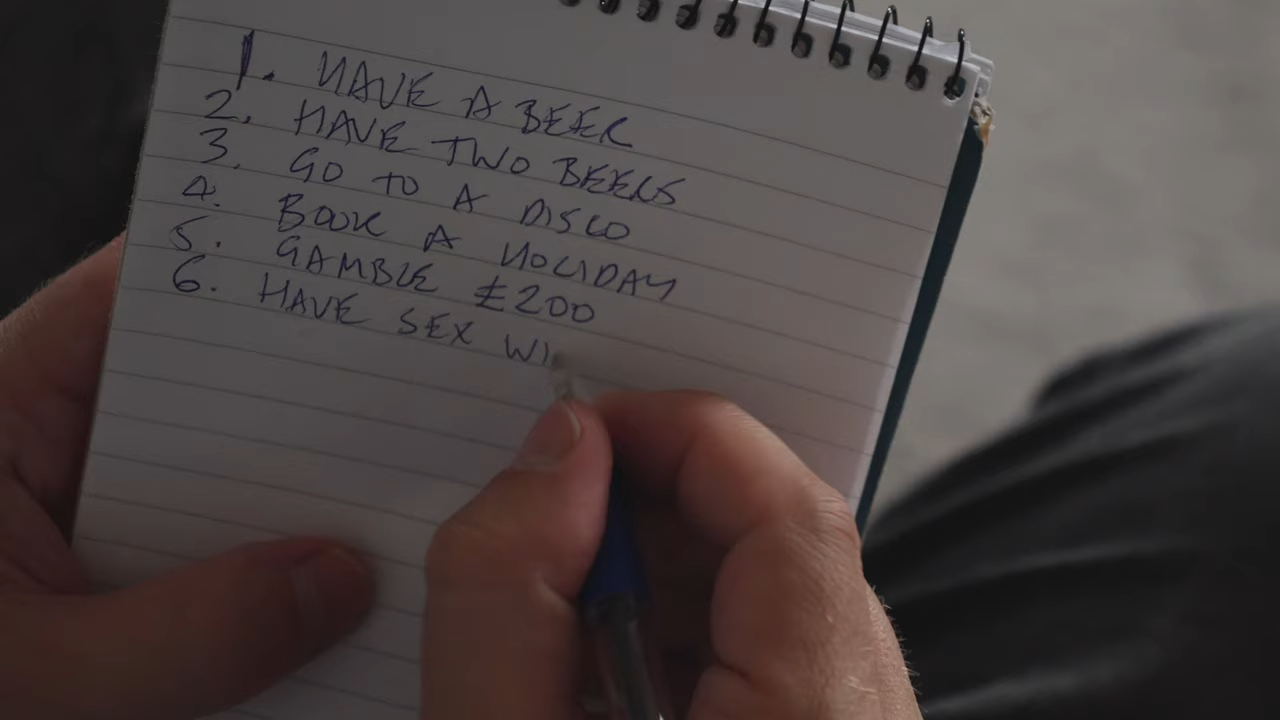 1. HAVE A BEER
2. HAVE TWO BEERS
3. GO TO A DISCO
4. BOOK A HOLIDAY
5. GAMBLE £200
6. HAVE SEX WI